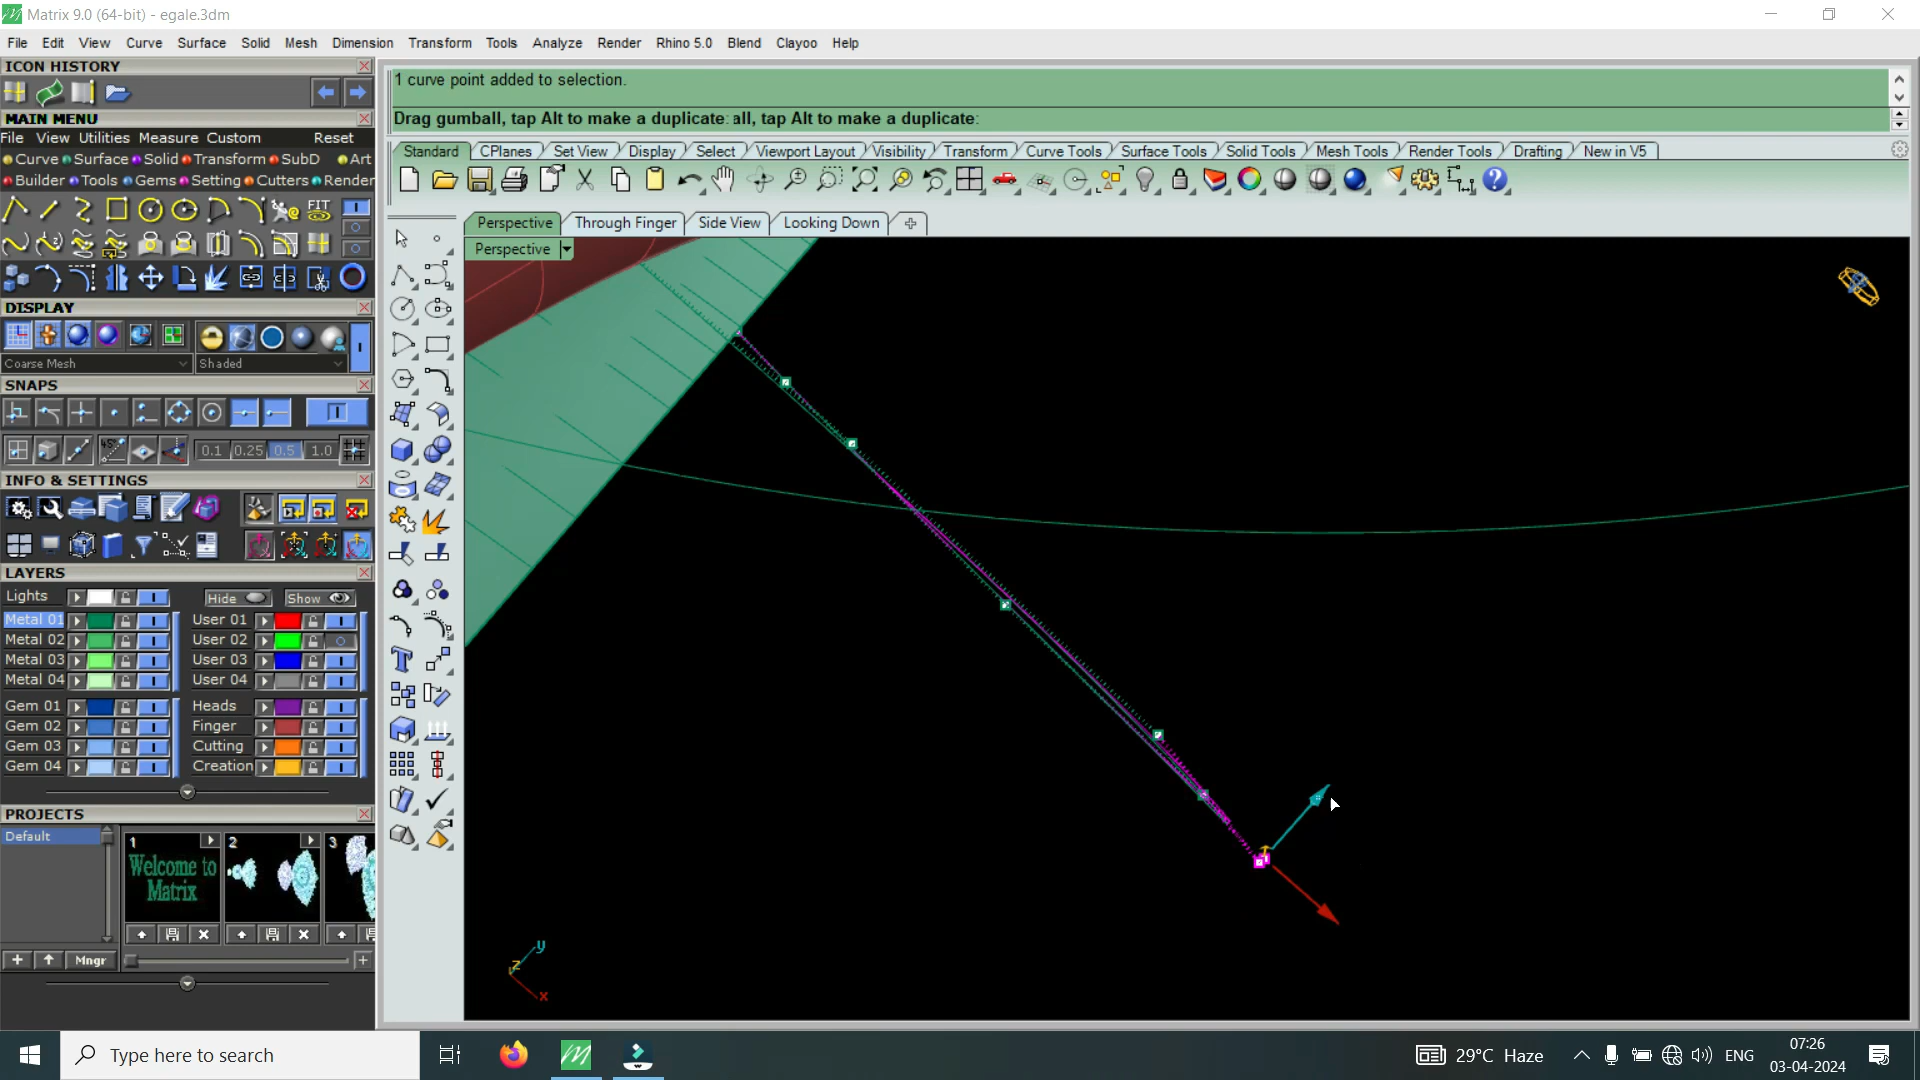 Matrix 9.0 (64-bit) - egale.3dm
File Edit View Curve Surface Solid Mesh Dimension Transform Tools Analyze Render Rhino 5.0 Blend Clayoo Help
ICON HISTORY
1 curve point added to selection.
MAIN MENU
Drag gumball, tap Alt to make a duplicate: all, tap Alt to make a duplicate:
File View Utilities Measure Custom Reset
Standard CPlanes Set View Display Select Viewport Layout Visibility Transform Curve Tools Surface Tools Solid Tools Mesh Tools Render Tools Drafting New in V5
Curve Surface Solid Transform SubD Art
Builder Tools Gems Setting Cutters Render
FIT
Perspective Through Finger Side View Looking Down
Perspective
DISPLAY
Coarse Mesh Shaded
SNAPS
45°
0.1 0.25 0.5 1.0
INFO & SETTINGS
LAYERS
Lights Hide Show
Metal 01 User 01
Metal 02 User 02
Metal 03 User 03
Metal 04 User 04
Gem 01 Heads
Gem 02 Finger
Gem 03 Cutting
Gem 04 Creation
PROJECTS
Default 1 2 3
Welcome to
Matrix
Mngr
y
z
x
Type here to search
29°C Haze
ENG
07:26
03-04-2024